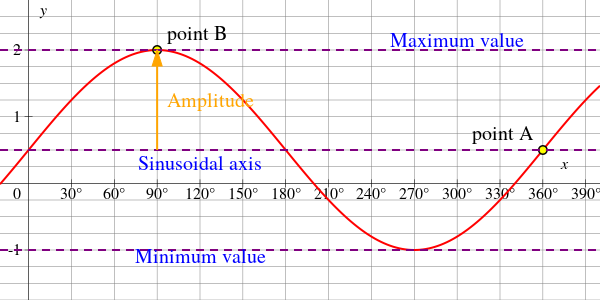 y
point B
2
Maximum value
Amplitude
1
point A
Sinusoidal axis
x
0 30° 60° 90° 120° 150° 180° 210° 240° 270° 300° 330° 360° 390°
-1
Minimum value